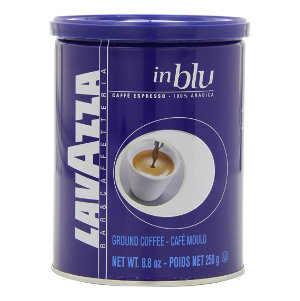 LAVAZZA
BAR & CAFFETTERIA
in blu
CAFFÈ ESPRESSO - 100% ARABICA
GROUND COFFEE - CAFÉ MOULU
NET WT. 8.8 oz - POIDS NET 250 g